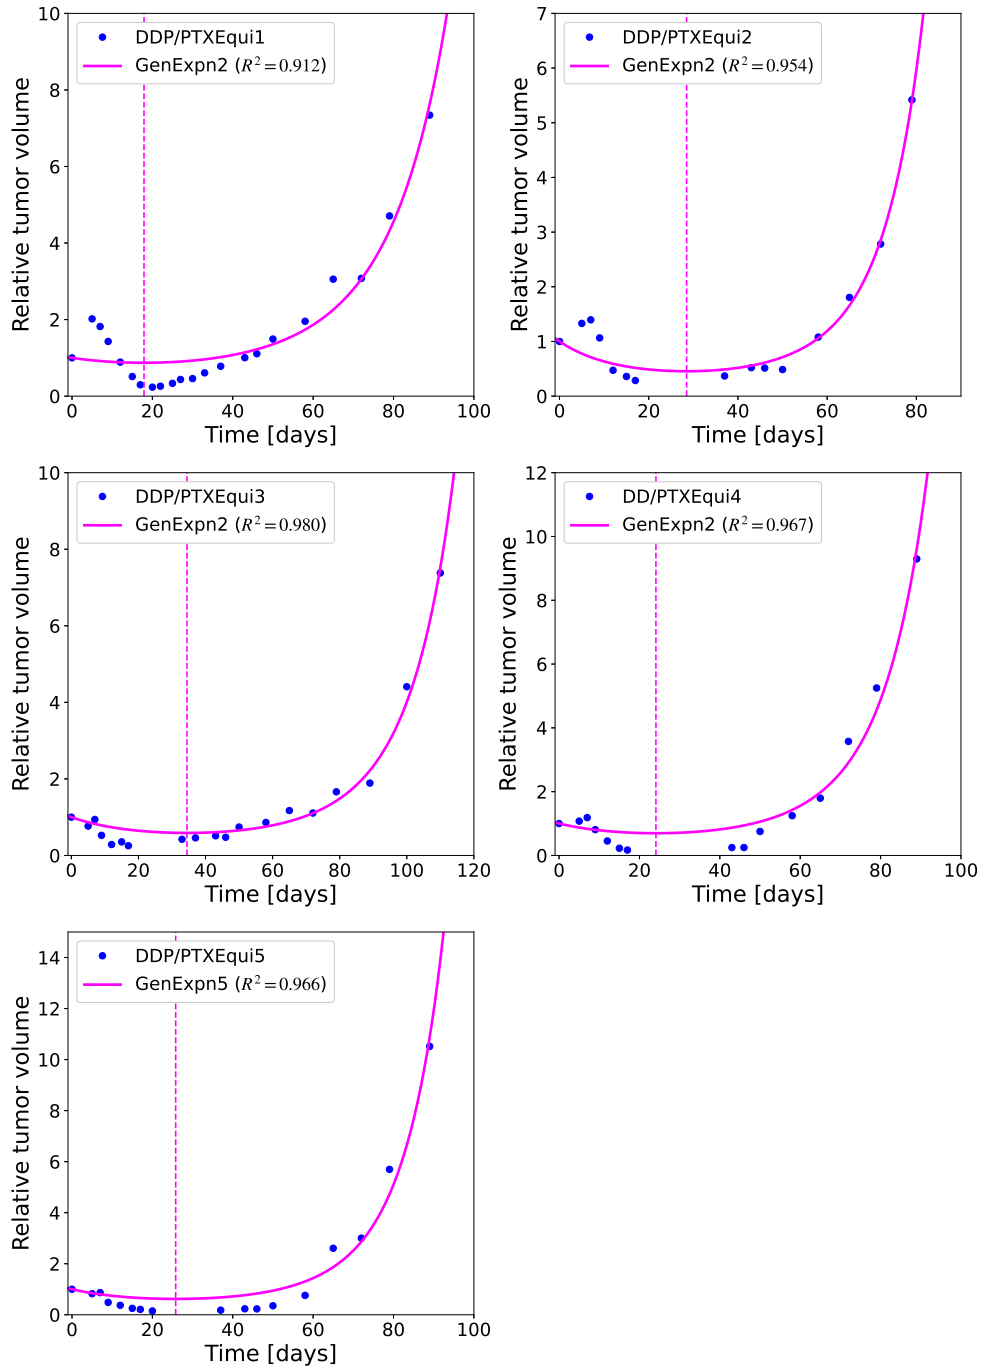 DDP/PTXEqui1
GenExpn2 (R² = 0.912)
Relative tumor volume
10
8
6
4
2
0
0 20 40 60 80 100
Time [days]
DDP/PTXEqui2
GenExpn2 (R² = 0.954)
Relative tumor volume
7
6
5
4
3
2
1
0
0 20 40 60 80
Time [days]
DDP/PTXEqui3
GenExpn2 (R² = 0.980)
Relative tumor volume
10
8
6
4
2
0
0 20 40 60 80 100 120
Time [days]
DD/PTXEqui4
GenExpn2 (R² = 0.967)
Relative tumor volume
12
10
8
6
4
2
0
0 20 40 60 80 100
Time [days]
DDP/PTXEqui5
GenExpn5 (R² = 0.966)
Relative tumor volume
14
12
10
8
6
4
2
0
0 20 40 60 80 100
Time [days]